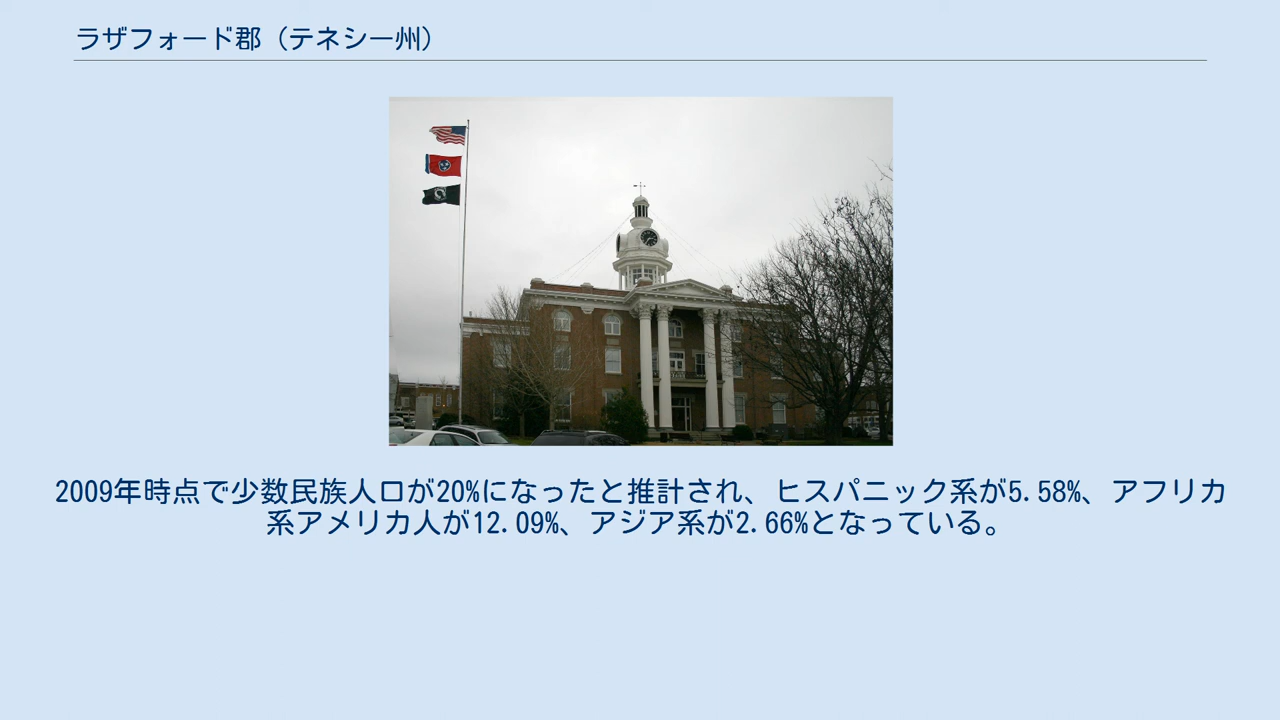 ラザフォード郡（テネシー州）
2009年時点で少数民族人口が20%になったと推計され、ヒスパニック系が5.58%、アフリカ
系アメリカ人が12.09%、アジア系が2.66%となっている。